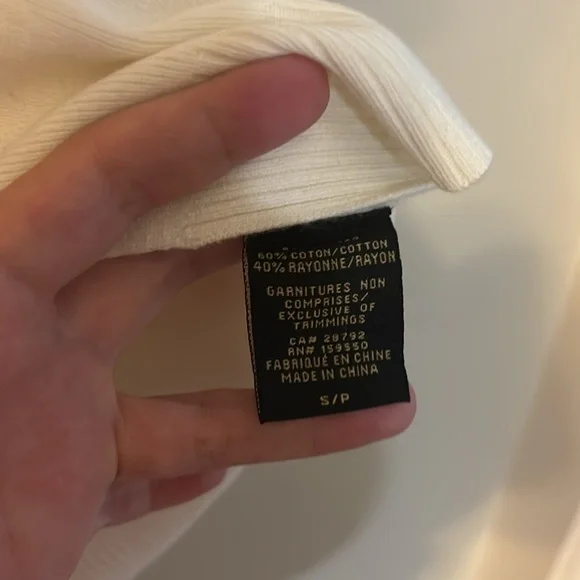 60% COTON/COTTON
40% RAYONNE/RAYON
GARNITURES NON
COMPRISES/
EXCLUSIVE OF
TRIMMINGS
CA# 28792
RN# 159550
FABRIQUÉ EN CHINE
MADE IN CHINA
S/P